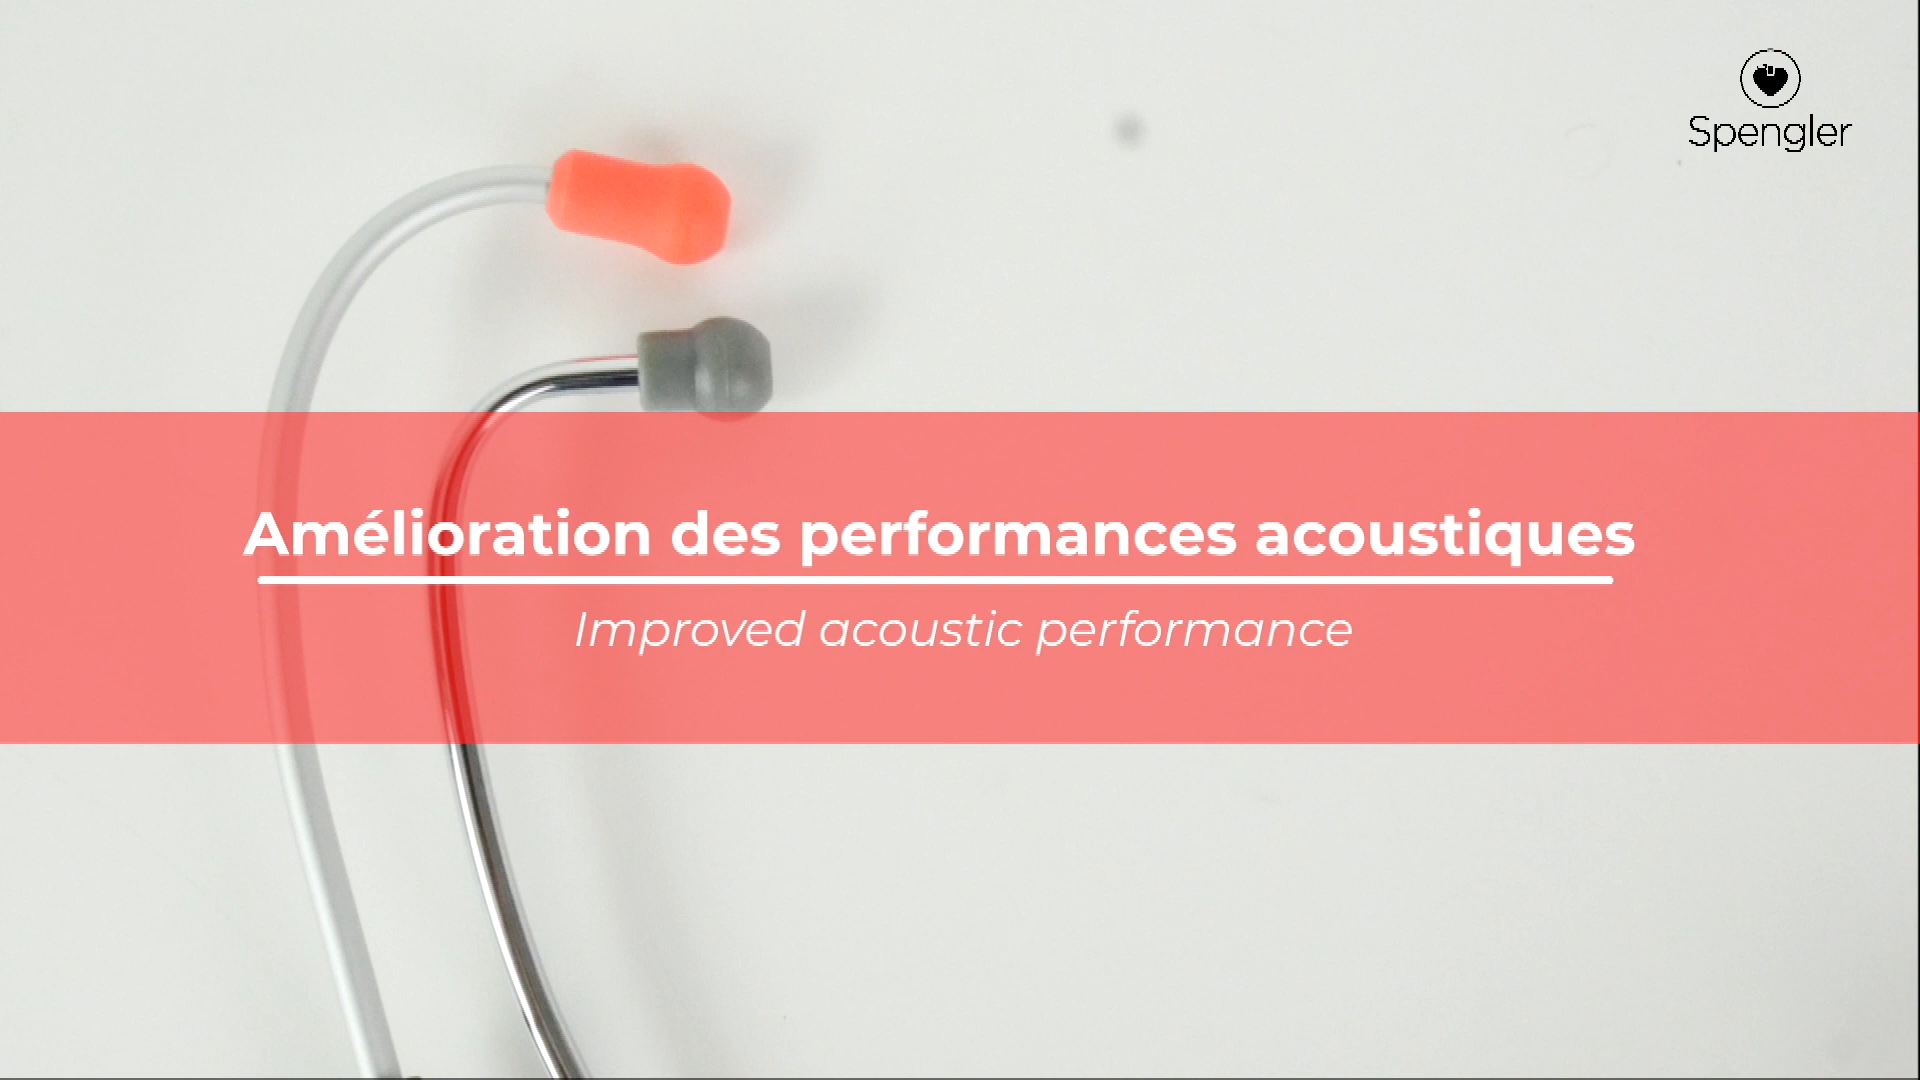 Spengler
Amélioration des performances acoustiques
Improved acoustic performance